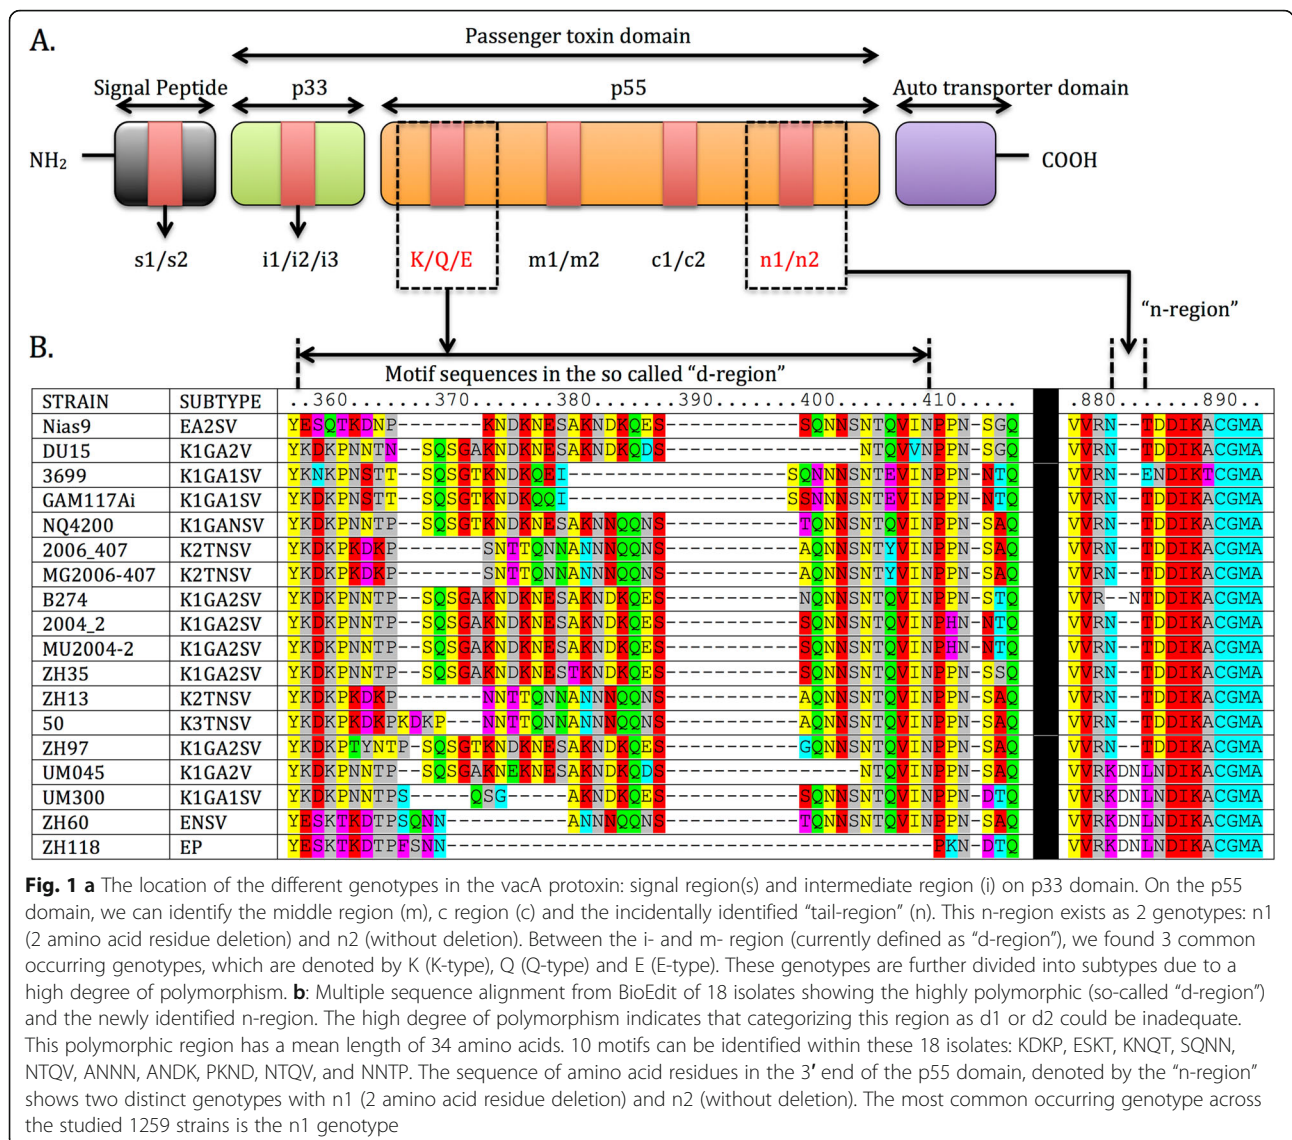 A.
Passenger toxin domain
Signal Peptide p33 p55 Auto transporter domain
NH2 COOH
s1/s2 i1/i2/i3 K/Q/E m1/m2 c1/c2 n1/n2
"n-region"
B.
Motif sequences in the so called "d-region"
STRAIN SUBTYPE ..360.......370........380.......390.......400.......410...... .880.......890..
Nias9 EA2SV YESQTKDNP-------KNDKNESAKNDKQES-----------SQNNSNTQVINPPN-SGQ VVRN--TDDIKACGMA
DU15 K1GA2V YKDKPNNTN--SQSGAKNDKNESAKNDKQDS----------------NTQVVNPPN-SGQ VVRN--TDDIKACGMA
3699 K1GA1SV YKNKPNSTT--SQSGTKNDKQEI------------------SQNNNSNTEVINPPN-NTQ VVRN--ENDIKTCGMA
GAM117Ai K1GA1SV YKDKPNSTT--SQSGTKNDKQQI------------------SSNNNSNTEVINPPN-NTQ VVRN--TDDIKACGMA
NQ4200 K1GANSV YKDKPNNTP--SQSGTKNDKNESAKNNQQNS-----------TQNNSNTQVINPPN-SAQ VVRN--TDDIKACGMA
2006_407 K2TNSV YKDKPKDKP-------SNTTQNNANNNQQNS-----------AQNNSNTYVINPPN-SAQ VVRN--TDDIKACGMA
MG2006-407 K2TNSV YKDKPKDKP-------SNTTQNNANNNQQNS-----------AQNNSNTYVINPPN-SAQ VVRN--TDDIKACGMA
B274 K1GA2SV YKDKPNNTP--SQSGAKNDKNESAKNDKQES-----------NQNNSNTQVINPPN-STQ VVR--NTDDIKACGMA
2004_2 K1GA2SV YKDKPNNTP--SQSGAKNDKNESAKNDKQES-----------SQNNSNTQVINPHN-NTQ VVRN--TDDIKACGMA
MU2004-2 K1GA2SV YKDKPNNTP--SQSGAKNDKNESAKNDKQES-----------SQNNSNTQVINPHN-NTQ VVRN--TDDIKACGMA
ZH35 K1GA2SV YKDKPNNTP--SQSGAKNDKNESTKNDKQES-----------SQNNSNTQVINPPN-SSQ VVRN--TDDIKACGMA
ZH13 K2TNSV YKDKPKDKP-------NNTTQNNANNNQQNS-----------AQNNSNTQVINPPN-SAQ VVRN--TDDIKACGMA
50 K3TNSV YKDKPKDKPKDKP---NNTTQNNANNNQQNS-----------AQNNSNTQVINPPN-SAQ VVRN--TDDIKACGMA
ZH97 K1GA2SV YKDKPTYNTP-SQSGTKNDKNESAKNDKQES-----------GQNNSNTQVINPPN-SAQ VVRN--TDDIKACGMA
UM045 K1GA2V YKDKPNNTP--SQSGAKNEKNESAKNDKQDS----------------NTQVINPPN-SAQ VVRKDNLNDIKACGMA
UM300 K1GA1SV YKDKPNNTPS-----QSG-----AKNDKQES-----------SQNNSNTQVINPPN-DTQ VVRKDNLNDIKACGMA
ZH60 ENSV YESKTKDTPSQNN----------ANNNQQNS-----------TQNNSNTQVINPPN-SAQ VVRKDNLNDIKACGMA
ZH118 EP YESKTKDTPFSNN----------------------------------------PKN-DTQ VVRKDNLNDIKACGMA
Fig. 1 a The location of the different genotypes in the vacA protoxin: signal region(s) and intermediate region (i) on p33 domain. On the p55
domain, we can identify the middle region (m), c region (c) and the incidentally identified "tail-region" (n). This n-region exists as 2 genotypes: n1
(2 amino acid residue deletion) and n2 (without deletion). Between the i- and m- region (currently defined as "d-region"), we found 3 common
occurring genotypes, which are denoted by K (K-type), Q (Q-type) and E (E-type). These genotypes are further divided into subtypes due to a
high degree of polymorphism. b: Multiple sequence alignment from BioEdit of 18 isolates showing the highly polymorphic (so-called "d-region")
and the newly identified n-region. The high degree of polymorphism indicates that categorizing this region as d1 or d2 could be inadequate.
This polymorphic region has a mean length of 34 amino acids. 10 motifs can be identified within these 18 isolates: KDKP, ESKT, KNQT, SQNN,
NTQV, ANNN, ANDK, PKND, NTQV, and NNTP. The sequence of amino acid residues in the 3′ end of the p55 domain, denoted by the "n-region"
shows two distinct genotypes with n1 (2 amino acid residue deletion) and n2 (without deletion). The most common occurring genotype across
the studied 1259 strains is the n1 genotype